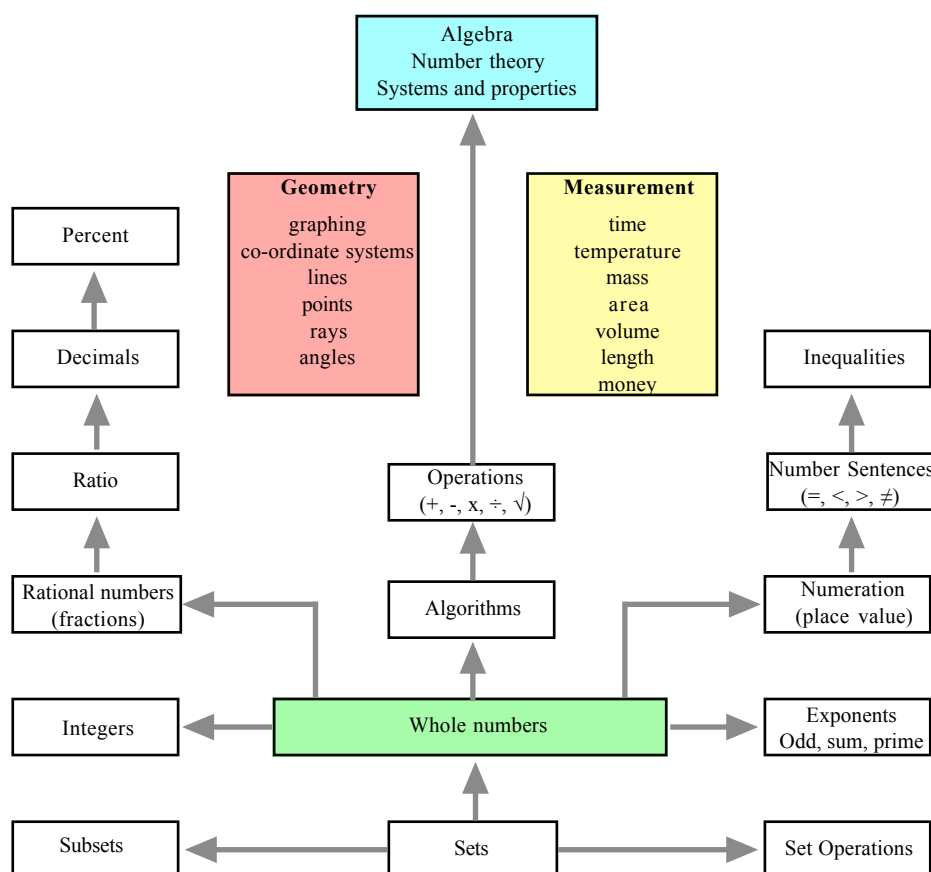 Algebra
Number theory
Systems and properties
Geometry
graphing
co-ordinate systems
lines
points
rays
angles
Measurement
time
temperature
mass
area
volume
length
money
Percent
Decimals
Inequalities
Ratio
Operations
(+, -, x, ÷, √)
Number Sentences
(=, <, >, ≠)
Rational numbers
(fractions)
Algorithms
Numeration
(place value)
Integers
Whole numbers
Exponents
Odd, sum, prime
Subsets
Sets
Set Operations